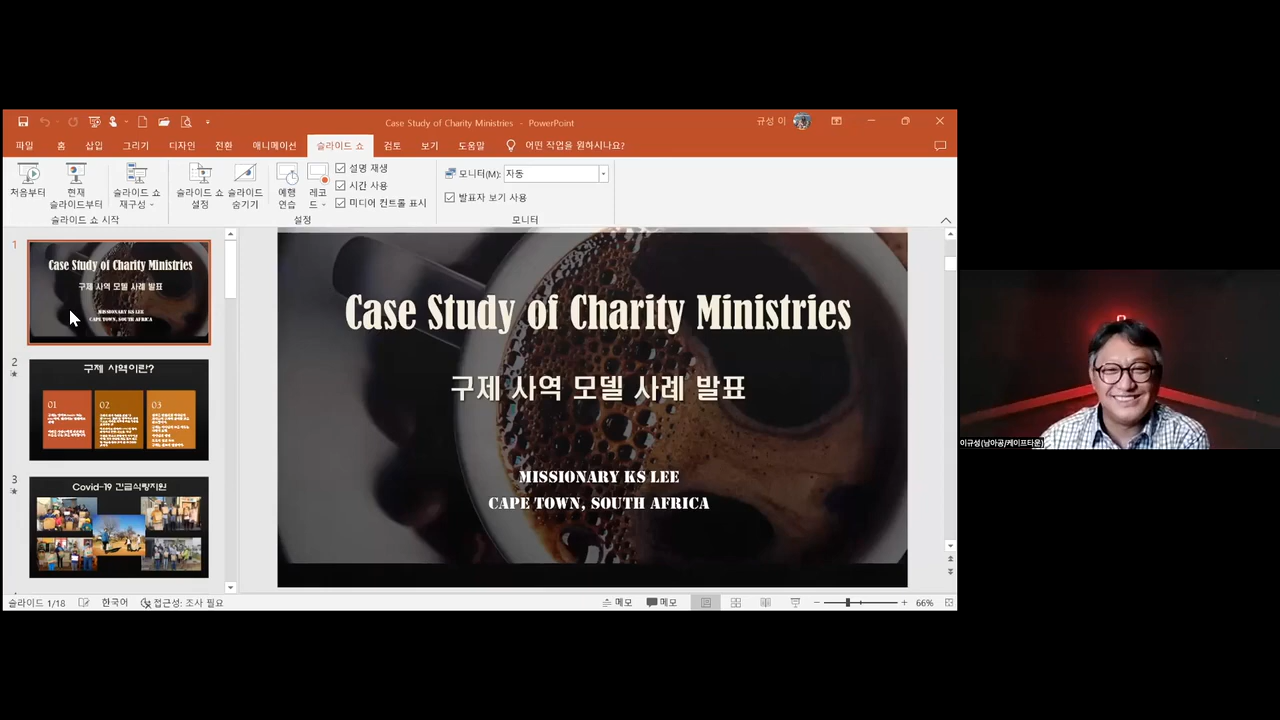 Case Study of Charity Ministries - PowerPoint
규성 이
파일 홈 삽입 그리기 디자인 전환 애니메이션 슬라이드 쇼 검토 보기 도움말 어떤 작업을 원하시나요?
처음부터
현재
슬라이드부터
슬라이드 쇼
재구성
슬라이드 쇼 시작
슬라이드 쇼
설정
슬라이드
숨기기
예행
연습
레코
드
설명 재생
시간 사용
미디어 컨트롤 표시
설정
모니터(M): 자동
발표자 보기 사용
모니터
1
Case Study of Charity Ministries
구제 사역 모델 사례 발표
MISSIONARY KS LEE
CAPE TOWN, SOUTH AFRICA
2
구제 사역이란?
01 02 03
3
Covid-19 긴급식량지원
Case Study of Charity Ministries
구제 사역 모델 사례 발표
MISSIONARY KS LEE
CAPE TOWN, SOUTH AFRICA
이규성(남아공/케이프타운)
슬라이드 1/18 한국어 접근성: 조사 필요 메모 메모 66%